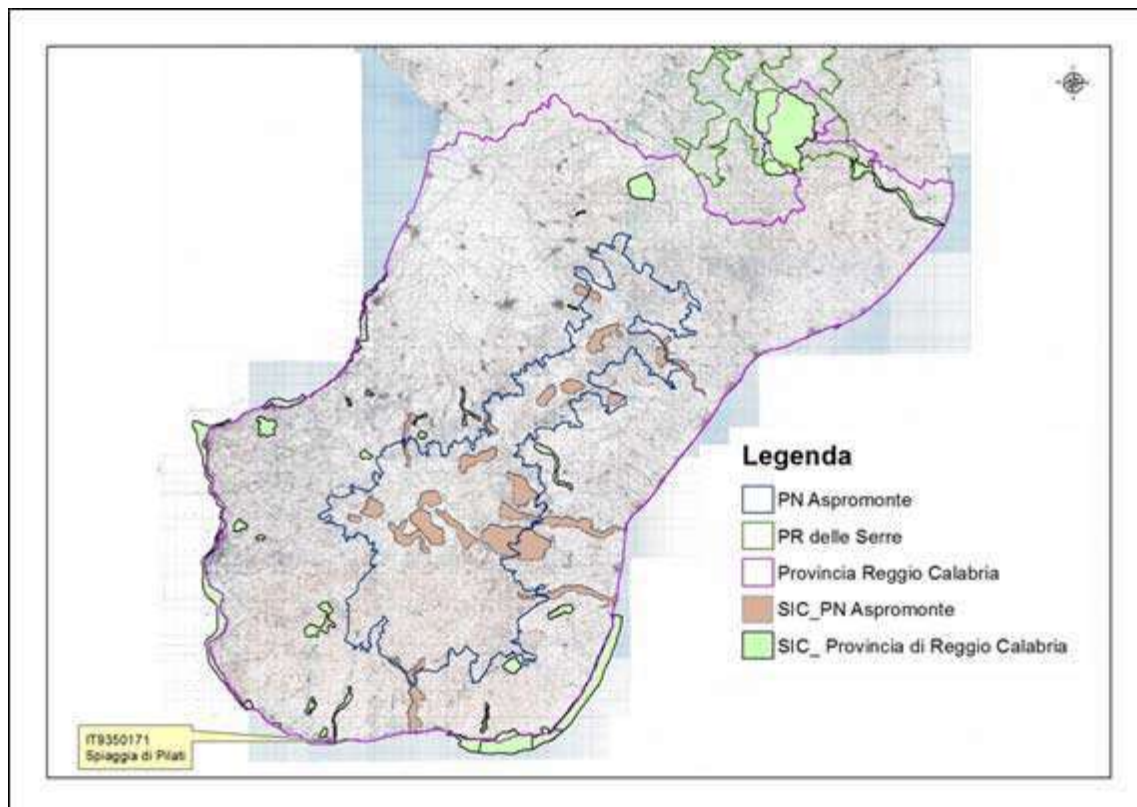 Legenda
PN Aspromonte
PR delle Serre
Provincia Reggio Calabria
SIC_PN Aspromonte
SIC_ Provincia di Reggio Calabria
IT9350171
Spiaggia di Pilati